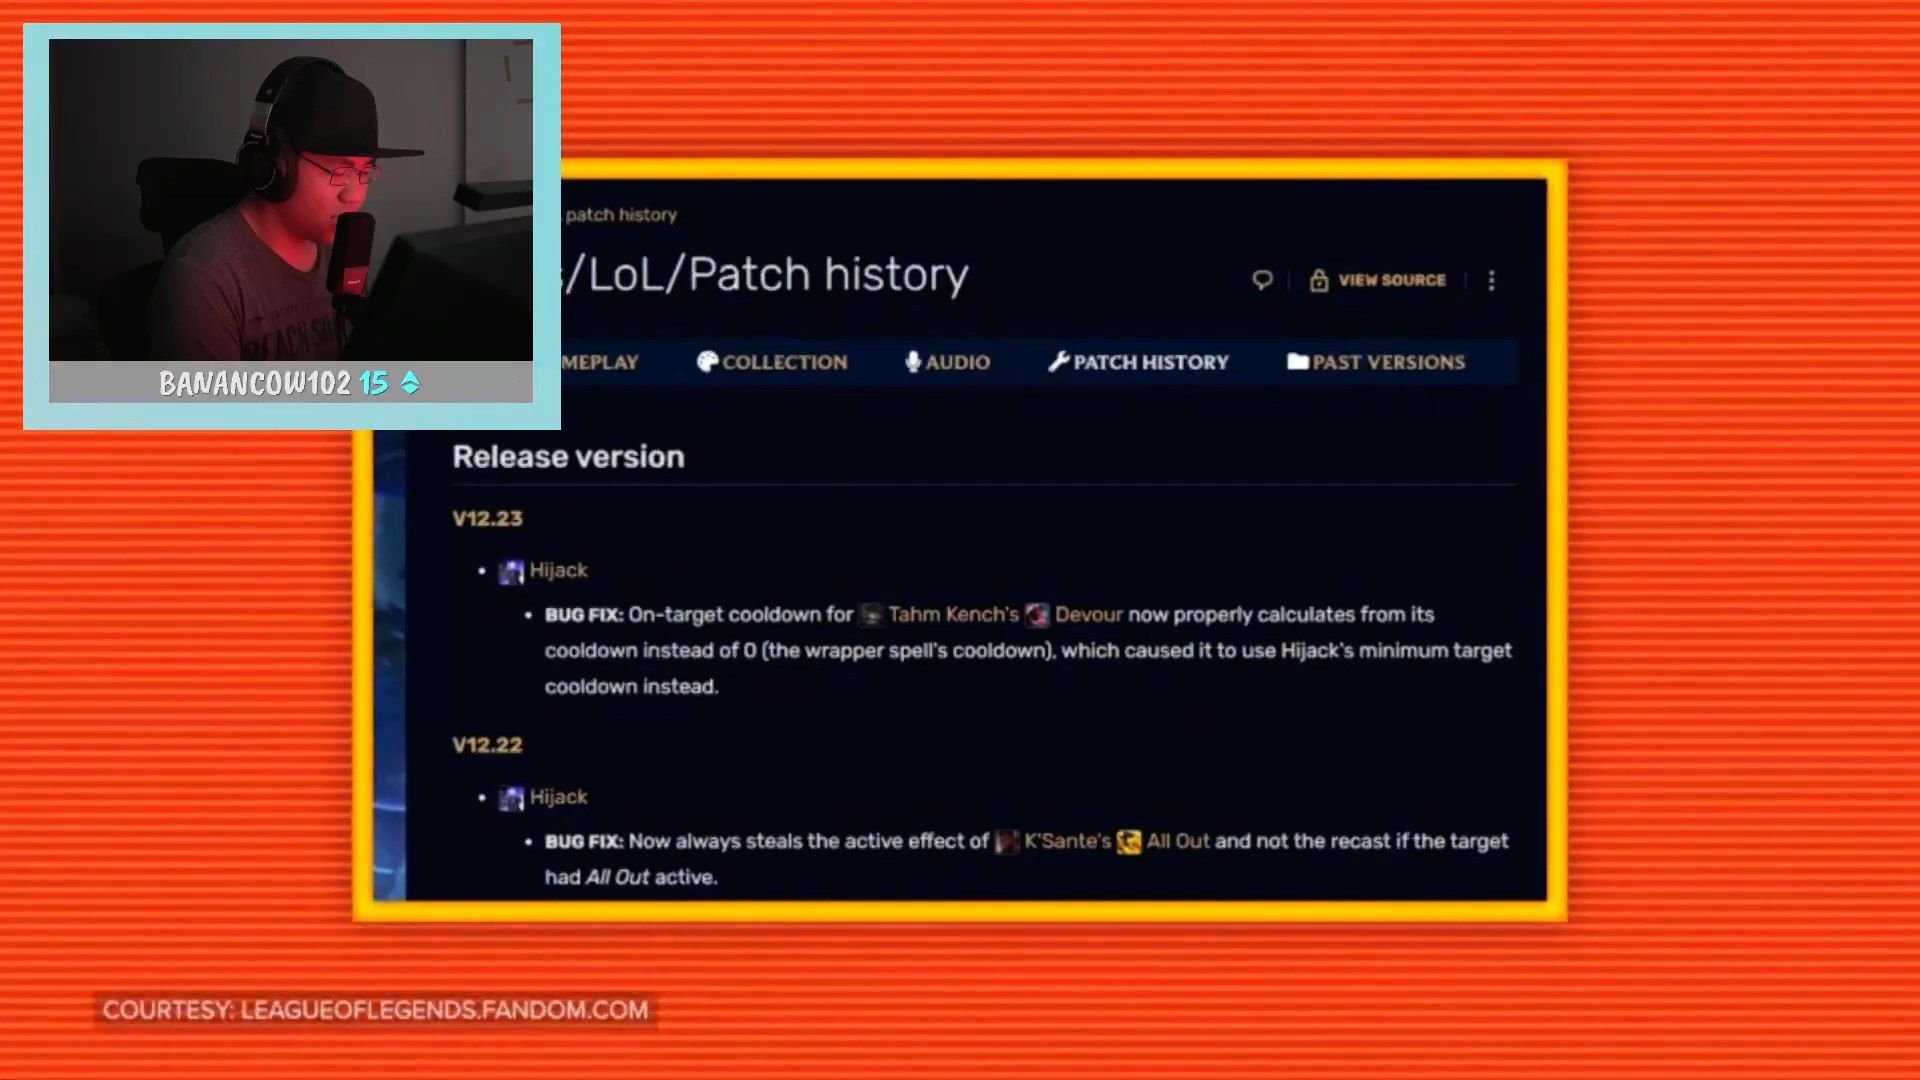 BANANCOW102 15
patch history
/LoL/Patch history
VIEW SOURCE
MEPLAY COLLECTION AUDIO PATCH HISTORY PAST VERSIONS
Release version
V12.23
• Hijack
• BUG FIX: On-target cooldown for Tahm Kench's Devour now properly calculates from its
cooldown instead of 0 (the wrapper spell's cooldown), which caused it to use Hijack's minimum target
cooldown instead.
V12.22
• Hijack
• BUG FIX: Now always steals the active effect of K'Sante's All Out and not the recast if the target
had All Out active.
COURTESY: LEAGUEOFLEGENDS.FANDOM.COM